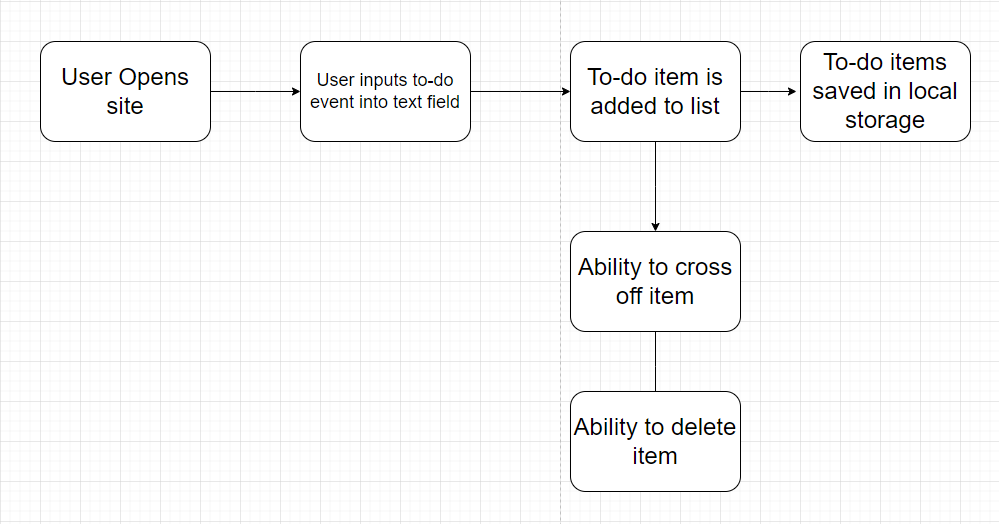 User Opens
site
User inputs to-do
event into text field
To-do item is
added to list
To-do items
saved in local
storage
Ability to cross
off item
Ability to delete
item